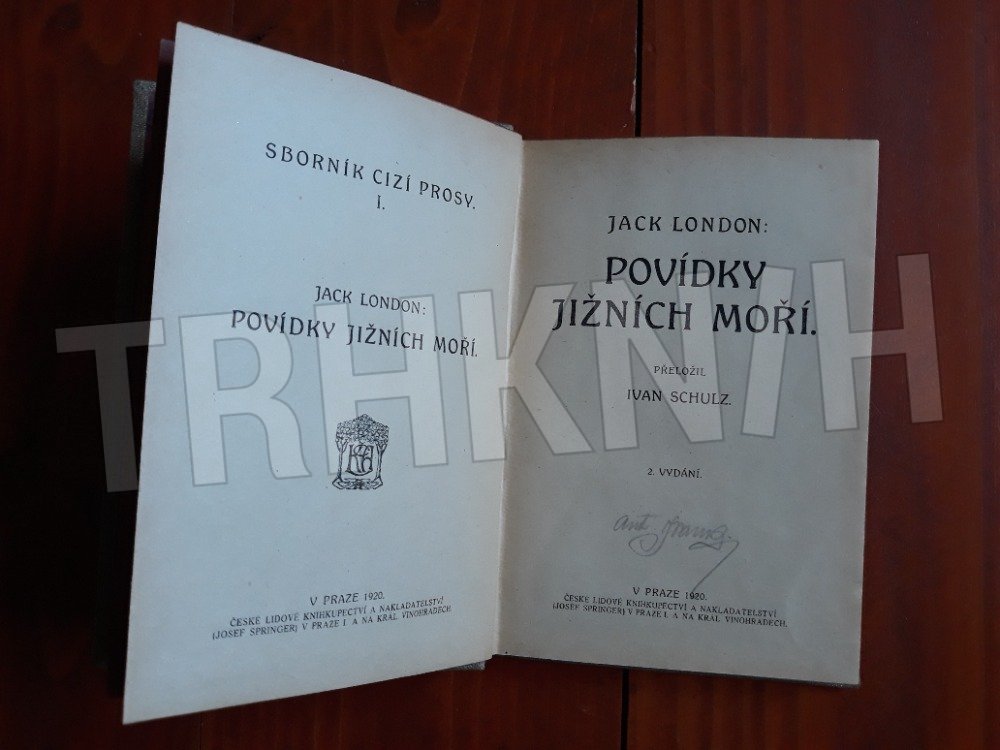 SBORNÍK CIZÍ PROSY.
I.
JACK LONDON:
POVÍDKY JIŽNÍCH MOŘÍ.
V PRAZE 1920.
ČESKÉ LIDOVÉ KNIHKUPECTVÍ A NAKLADATELSTVÍ
(JOSEF SPRINGER) V PRAZE I. A NA KRÁL. VINOHRADECH.
JACK LONDON:
POVÍDKY
JIŽNÍCH MOŘÍ.
PŘELOŽIL
IVAN SCHULZ.
2. VYDÁNÍ.
Ant.
V PRAZE 1920.
ČESKÉ LIDOVÉ KNIHKUPECTVÍ A NAKLADATELSTVÍ
(JOSEF SPRINGER) V PRAZE I. A NA KRÁL. VINOHRADECH.
TRHKNIH